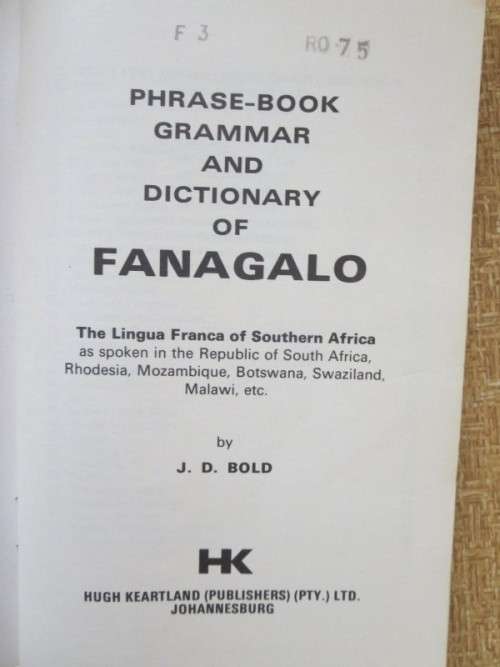 F 3
RO·75
PHRASE-BOOK
GRAMMAR
AND
DICTIONARY
OF
FANAGALO
The Lingua Franca of Southern Africa
as spoken in the Republic of South Africa,
Rhodesia, Mozambique, Botswana, Swaziland,
Malawi, etc.
by
J. D. BOLD
HK
HUGH KEARTLAND (PUBLISHERS) (PTY.) LTD.
JOHANNESBURG